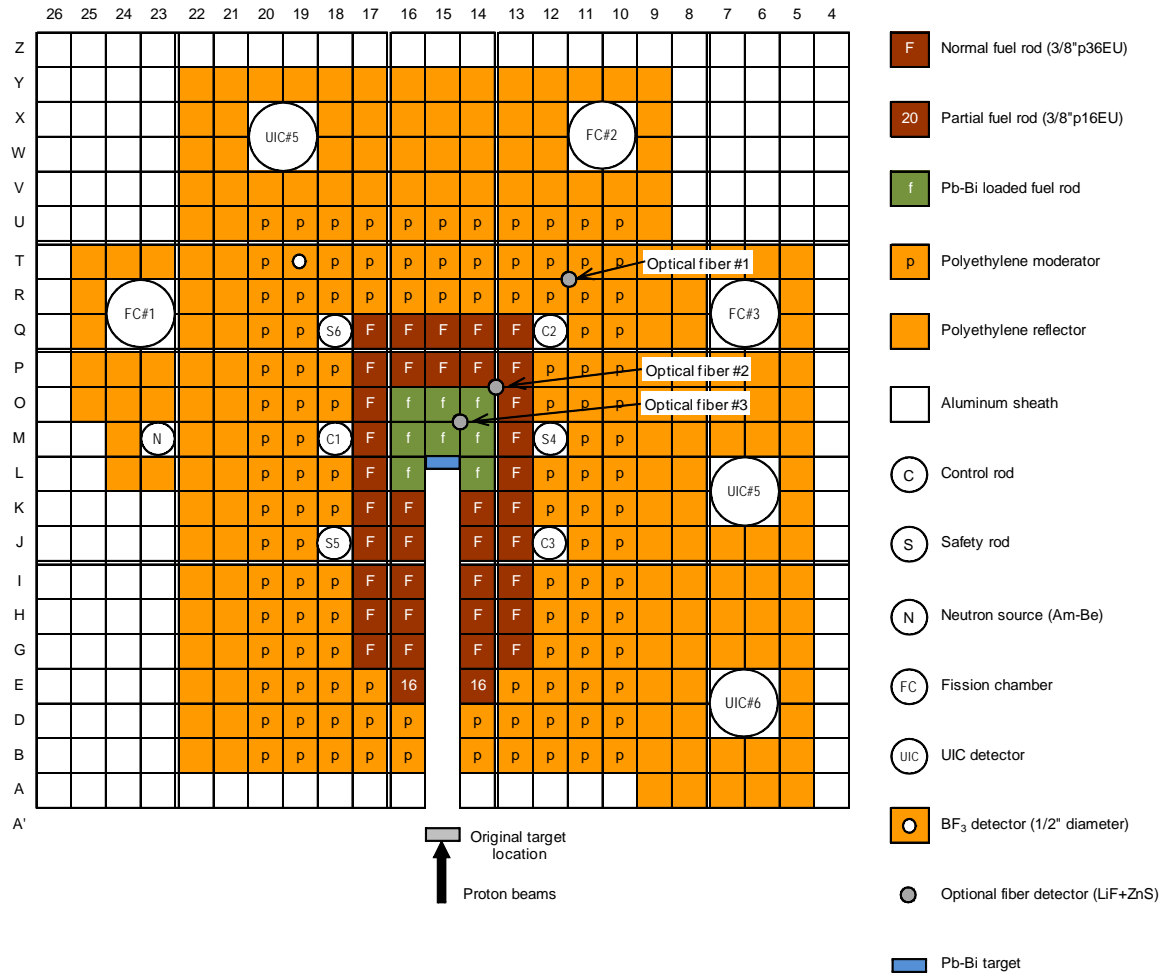 26 25 24 23 22 21 20 19 18 17 16 15 14 13 12 11 10 9 8 7 6 5 4
Z
Y
X UIC#5 FC#2
W
V
U p p p p p p p p p p p
T p p p p p p p p p p
Optical fiber #1
R FC#1 p p p p p p p p p p p FC#3
Q p p S6 F F F F F C2 p p
P p p p F F F F F p p p
Optical fiber #2
O p p p F f f f F p p p
Optical fiber #3
M N p p C1 F f f f F S4 p p
L p p p F f f F p p p UIC#5
K p p p F F F F p p p
J p p S5 F F F F C3 p p
I p p p F F F F p p p
H p p p F F F F p p p
G p p p F F F F p p p
E p p p p 16 16 p p p p UIC#6
D p p p p p p p p p p
B p p p p p p p p p p
A
A'
Original target
location
Proton beams
F Normal fuel rod (3/8"p36EU)
20 Partial fuel rod (3/8"p16EU)
f Pb-Bi loaded fuel rod
p Polyethylene moderator
Polyethylene reflector
Aluminum sheath
C Control rod
S Safety rod
N Neutron source (Am-Be)
FC Fission chamber
UIC UIC detector
BF3 detector (1/2" diameter)
Optional fiber detector (LiF+ZnS)
Pb-Bi target